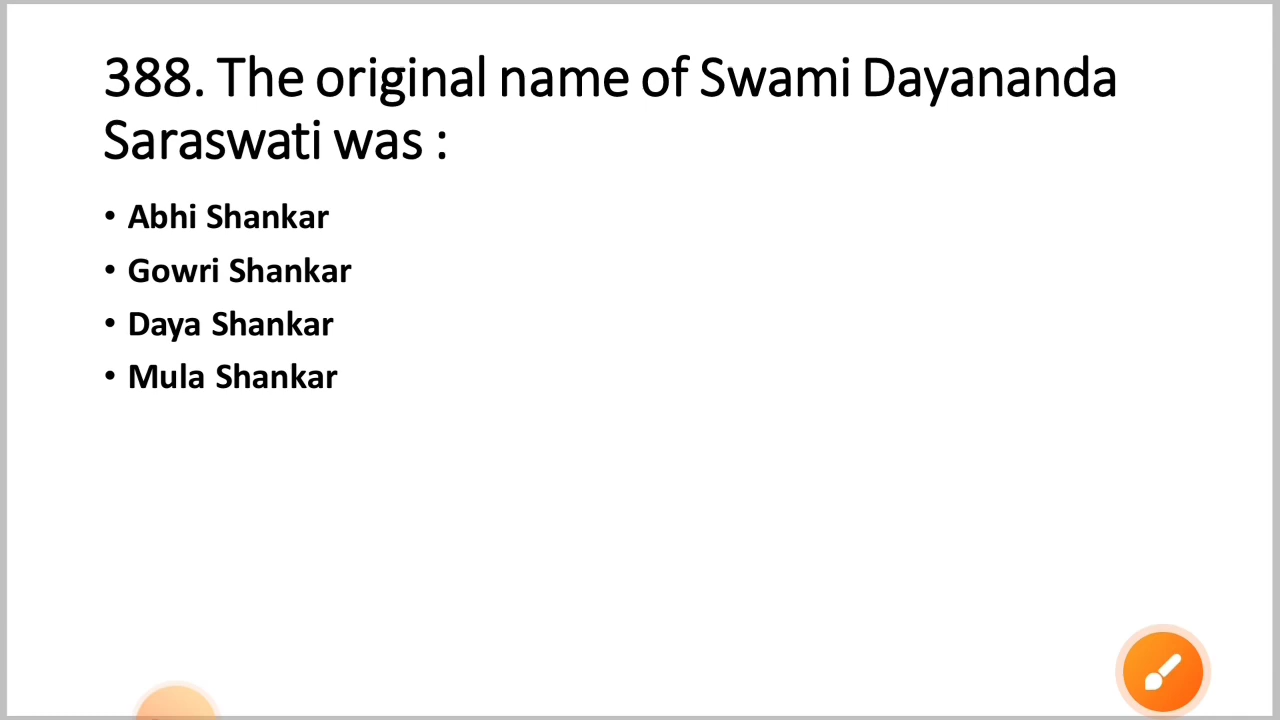 388. The original name of Swami Dayananda
Saraswati was :
• Abhi Shankar
• Gowri Shankar
• Daya Shankar
• Mula Shankar